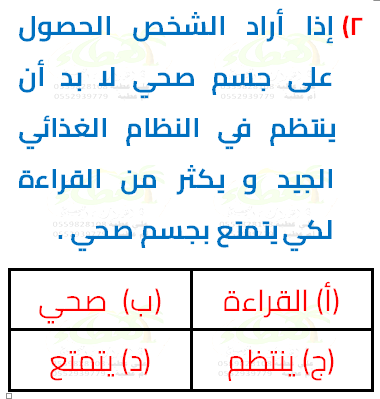 ٢) إذا أراد الشخص الحصول
على جسم صحي لا بد أن
ينتظم في النظام الغذائي
الجيد و يكثر من القراءة
لكي يتمتع بجسم صحي .
(أ) القراءة (ب) صحي
(ج) ينتظم (د) يتمتع